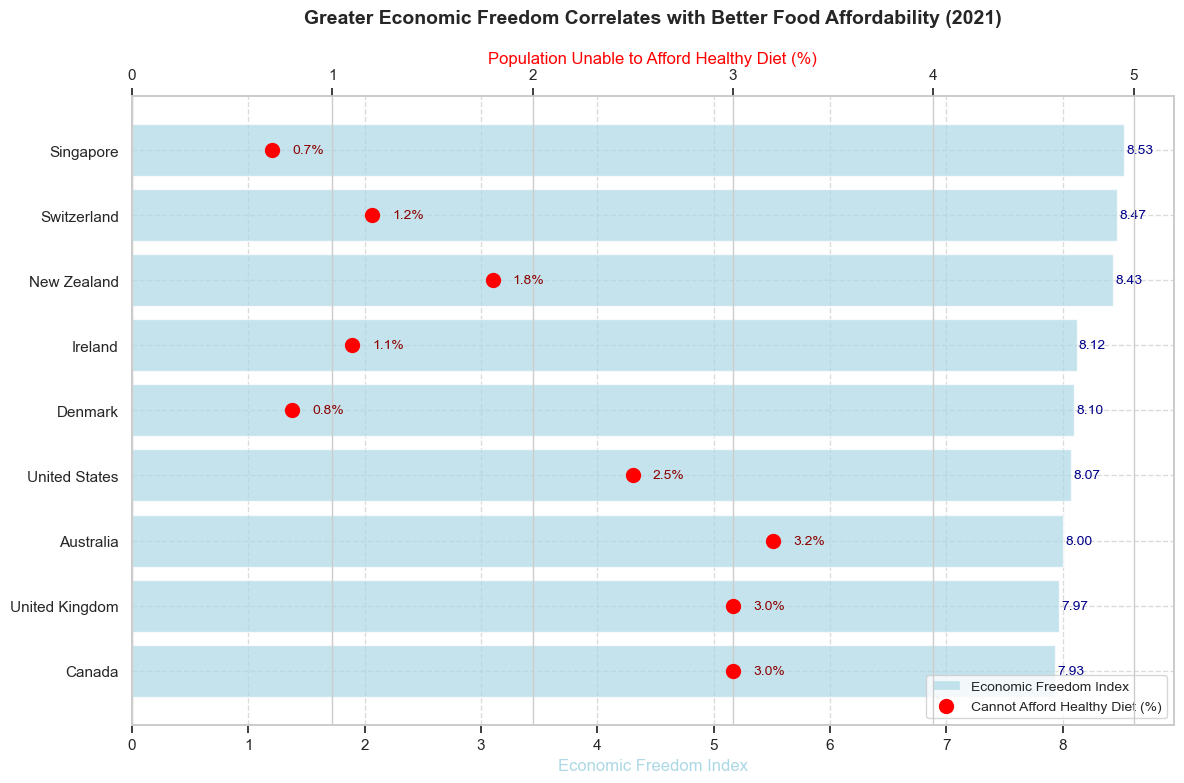 Greater Economic Freedom Correlates with Better Food Affordability (2021)
Population Unable to Afford Healthy Diet (%)
0 1 2 3 4 5
Singapore 0.7% 8.53
Switzerland 1.2% 8.47
New Zealand 1.8% 8.43
Ireland 1.1% 8.12
Denmark 0.8% 8.10
United States 2.5% 8.07
Australia 3.2% 8.00
United Kingdom 3.0% 7.97
Canada 3.0% 7.93
Economic Freedom Index
Cannot Afford Healthy Diet (%)
0 1 2 3 4 5 6 7 8
Economic Freedom Index